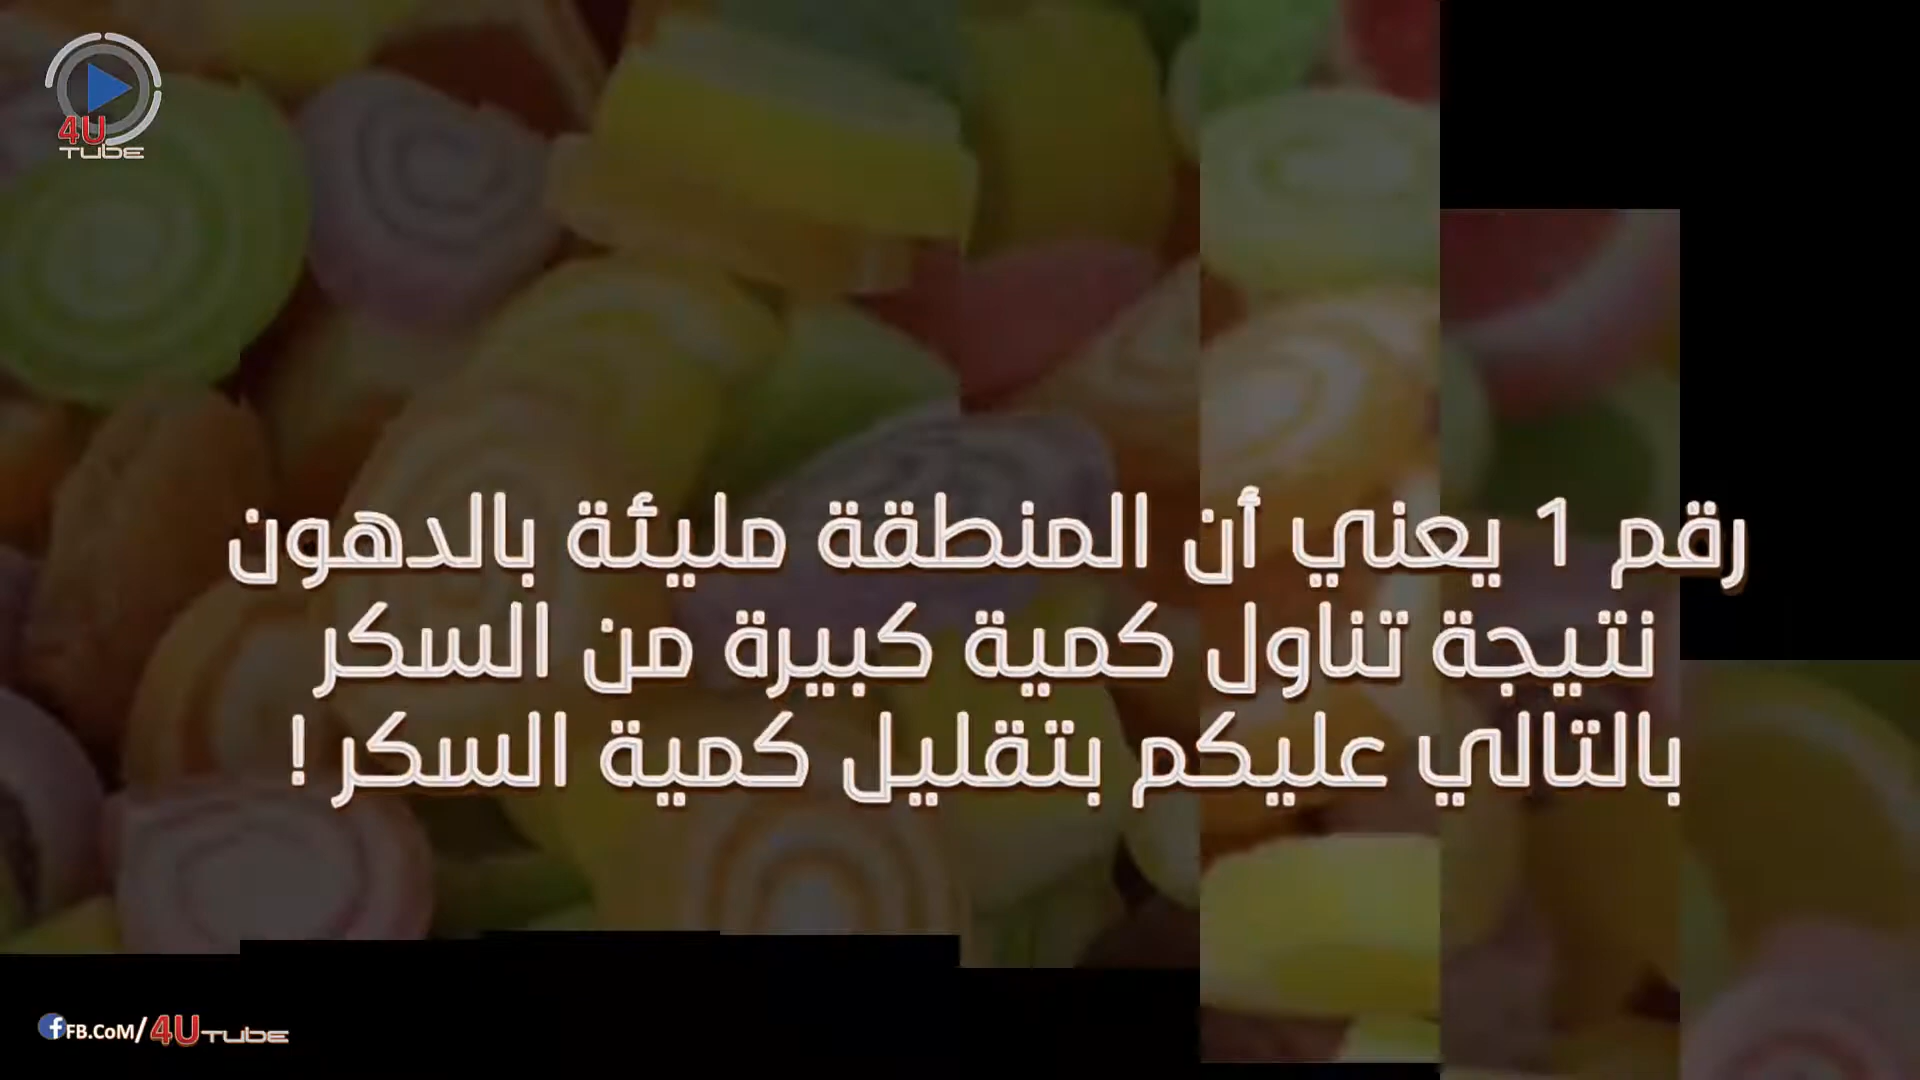 4U
TUBE
رقم 1 يعني أن المنطقة مليئة بالدهون
نتيجة تناول كمية كبيرة من السكر
بالتالي عليكم بتقليل كمية السكر !
FB.COM/4UTUBE